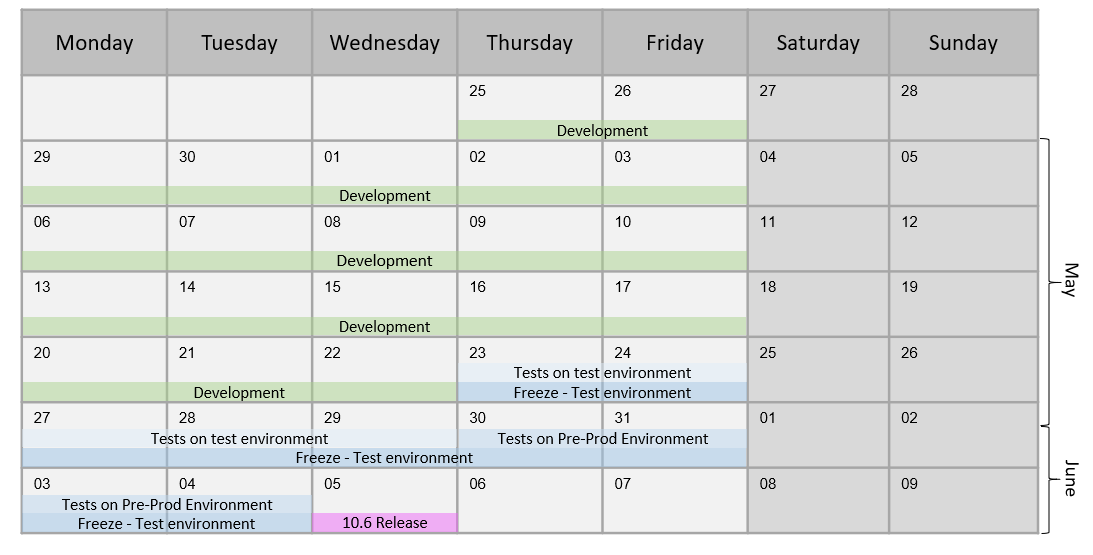 Monday Tuesday Wednesday Thursday Friday Saturday Sunday
25 26 27 28
Development
29 30 01 02 03 04 05
Development
06 07 08 09 10 11 12
Development
13 14 15 16 17 18 19
Development
20 21 22 23 24 25 26
Tests on test environment
Development Freeze - Test environment
27 28 29 30 31 01 02
Tests on test environment Tests on Pre-Prod Environment
Freeze - Test environment
03 04 05 06 07 08 09
Tests on Pre-Prod Environment
Freeze - Test environment 10.6 Release
May
June